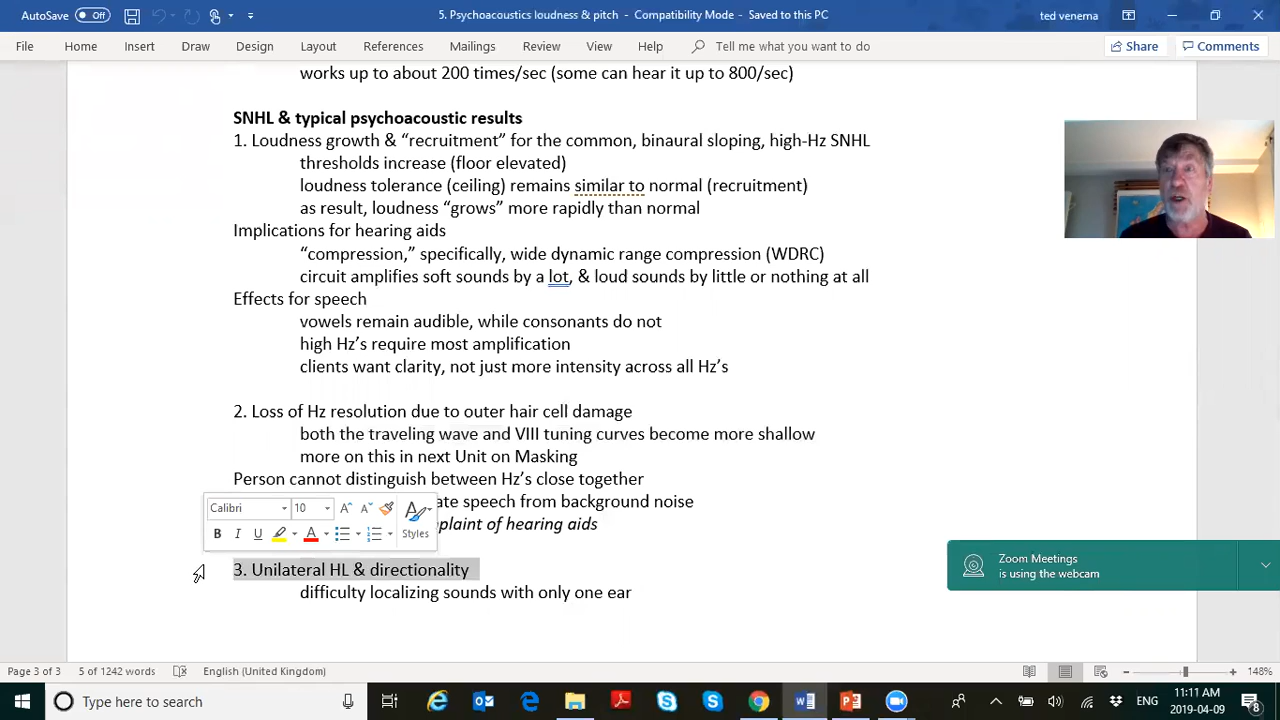 AutoSave Off
5. Psychoacoustics loudness & pitch - Compatibility Mode - Saved to this PC
ted venema
File Home Insert Draw Design Layout References Mailings Review View Help Tell me what you want to do Share Comments
works up to about 200 times/sec (some can hear it up to 800/sec)
SNHL & typical psychoacoustic results
1. Loudness growth & “recruitment” for the common, binaural sloping, high-Hz SNHL
thresholds increase (floor elevated)
loudness tolerance (ceiling) remains similar to normal (recruitment)
as result, loudness “grows” more rapidly than normal
Implications for hearing aids
“compression,” specifically, wide dynamic range compression (WDRC)
circuit amplifies soft sounds by a lot, & loud sounds by little or nothing at all
Effects for speech
vowels remain audible, while consonants do not
high Hz’s require most amplification
clients want clarity, not just more intensity across all Hz’s
2. Loss of Hz resolution due to outer hair cell damage
both the traveling wave and VIII tuning curves become more shallow
more on this in next Unit on Masking
Person cannot distinguish between Hz’s close together
ate speech from background noise
plaint of hearing aids
Calibri 10
B I U A Styles
3. Unilateral HL & directionality
difficulty localizing sounds with only one ear
Zoom Meetings
is using the webcam
Page 3 of 3 5 of 1242 words English (United Kingdom) 148%
Type here to search
ENG
11:11 AM
2019-04-09
8